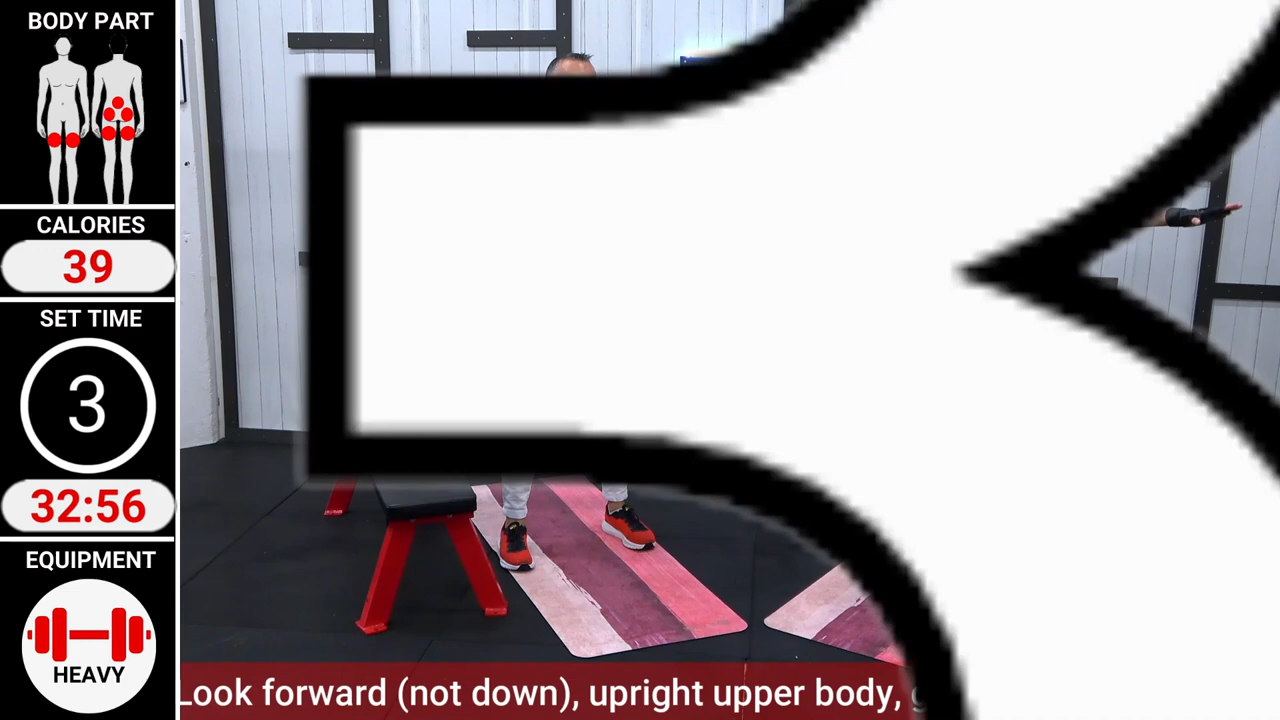 BODY PART
CALORIES
39
SET TIME
3
32:56
EQUIPMENT
HEAVY
Look forward (not down), upright upper body,